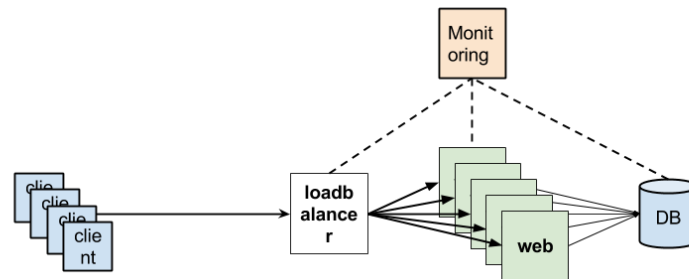 Monit
oring
clie
clie
clie
clie
nt
loadb
alance
r
web
DB